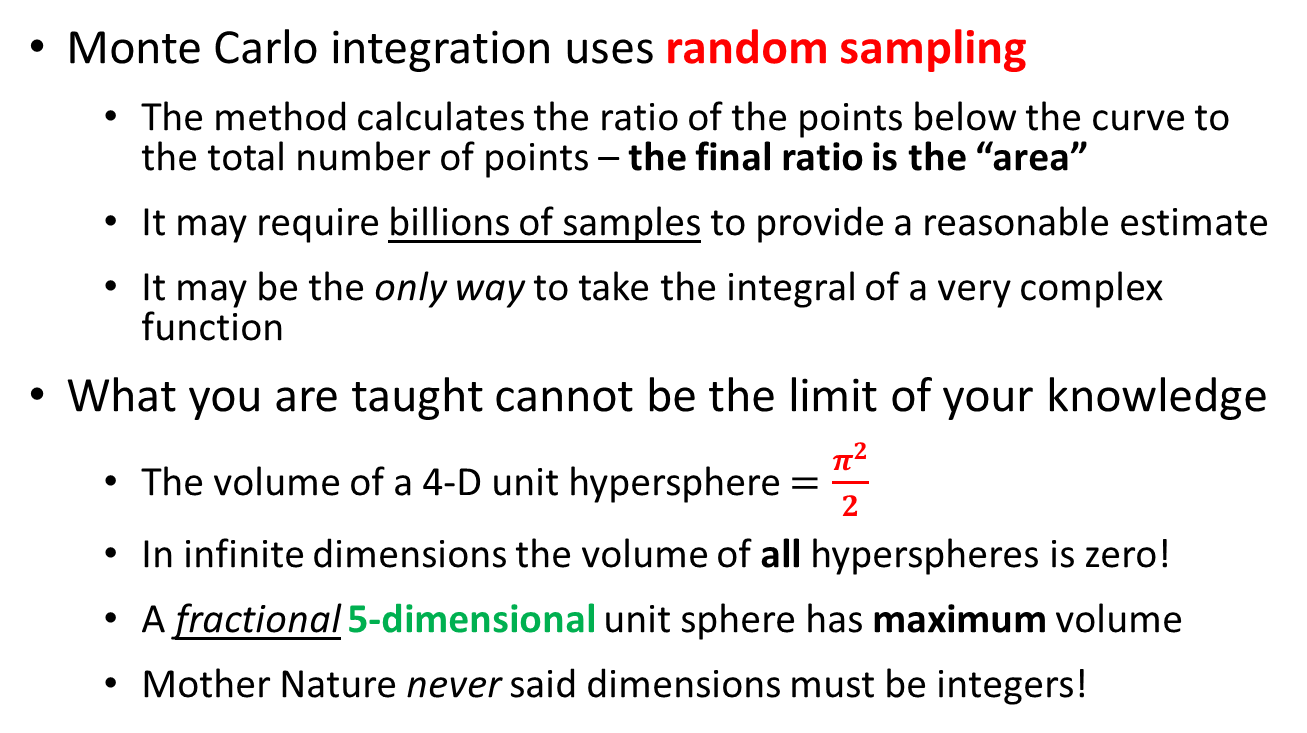 • Monte Carlo integration uses random sampling
• The method calculates the ratio of the points below the curve to
the total number of points – the final ratio is the “area”
• It may require billions of samples to provide a reasonable estimate
• It may be the only way to take the integral of a very complex
function
• What you are taught cannot be the limit of your knowledge
• The volume of a 4-D unit hypersphere = π²/2
• In infinite dimensions the volume of all hyperspheres is zero!
• A fractional 5-dimensional unit sphere has maximum volume
• Mother Nature never said dimensions must be integers!